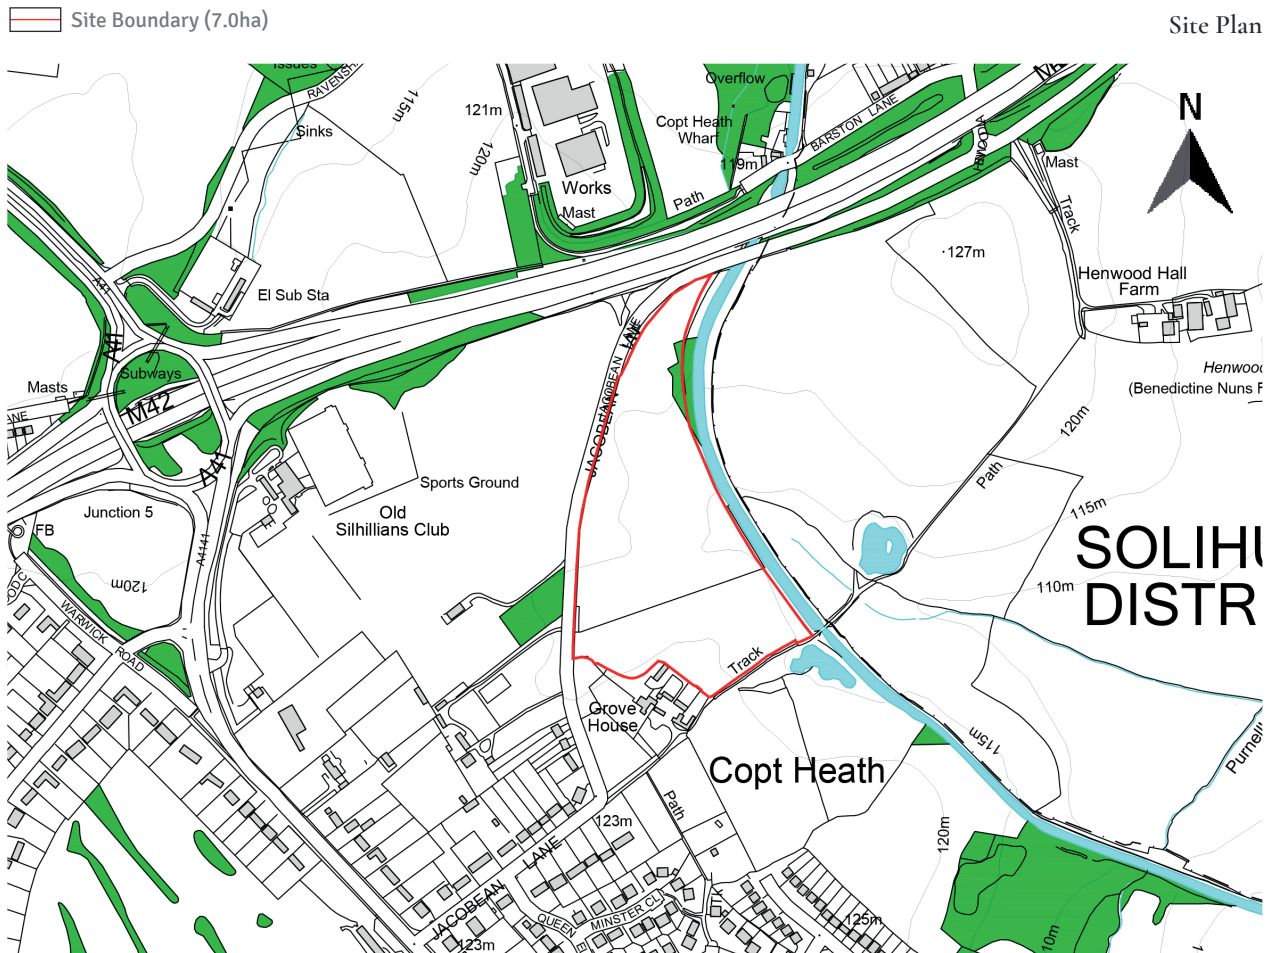 Site Boundary (7.0ha)
Site Plan
Issues
RAVENSH
Overflow
115m
121m
BARSTON LANE
N
Copt Heath
Wharf
Sinks
119m
120m
Mast
Works
Path
Mast
Track
127m
A41
Henwood Hall
Farm
El Sub Sta
JACOBEAN LANE
A41
Subways
Henwood
(Benedictine Nuns F
Masts
M42
ANE
120m
JACOBEAN
A41
Path
Sports Ground
Junction 5
Old
Silhillians Club
115m
FB
A4141
SOLIHU
DISTR
120m
110m
WARWICK
ROAD
Track
Grove
House
115m
Purnell
Copt Heath
Path
123m
120m
LANE
JACOBEAN
QUEEN
MINSTER CL
125m
123m
10m